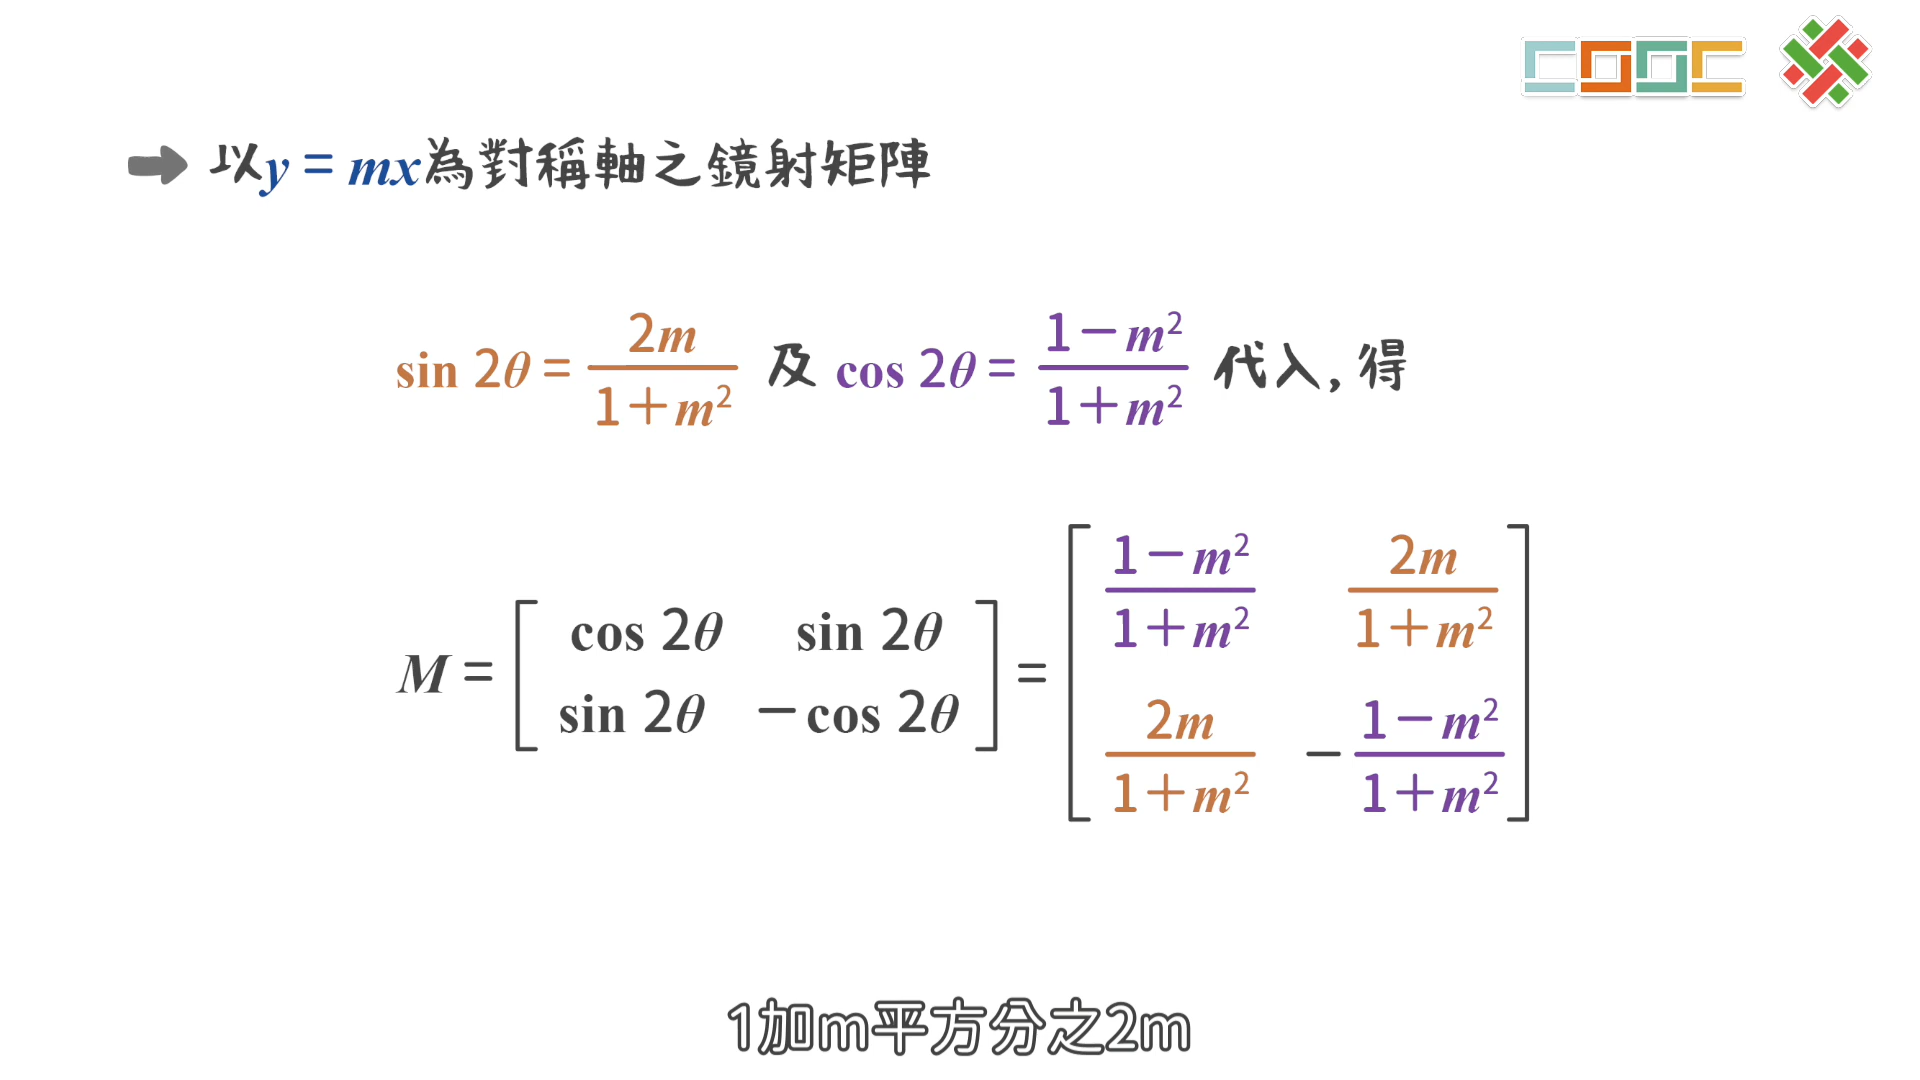 以y = mx為對稱軸之鏡射矩陣
sin 2θ = 2m / (1+m²) 及 cos 2θ = (1−m²) / (1+m²) 代入, 得
M = [ cos 2θ  sin 2θ ; sin 2θ  −cos 2θ ] = [ (1−m²)/(1+m²)  2m/(1+m²) ; 2m/(1+m²)  −(1−m²)/(1+m²) ]
1加m平方分之2m